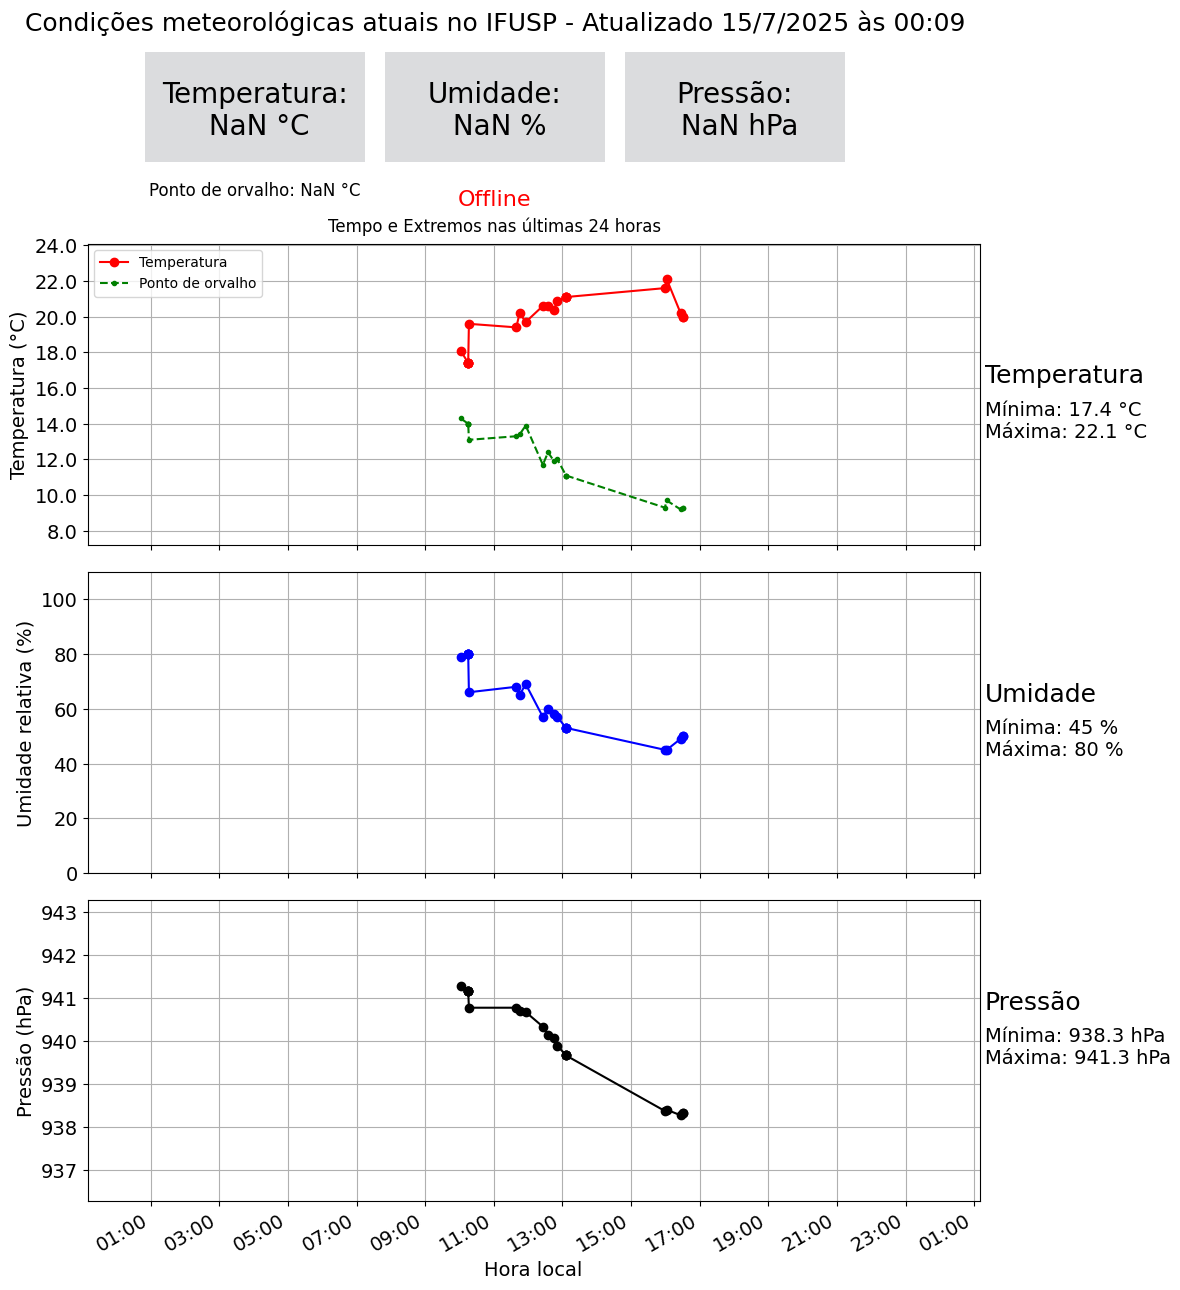 Condições meteorológicas atuais no IFUSP - Atualizado 15/7/2025 às 00:09
Temperatura:
NaN °C
Umidade:
NaN %
Pressão:
NaN hPa
Ponto de orvalho: NaN °C
Offline
Tempo e Extremos nas últimas 24 horas
Temperatura (°C)
24.0
22.0
20.0
18.0
16.0
14.0
12.0
10.0
8.0
Temperatura
Ponto de orvalho
Temperatura
Mínima: 17.4 °C
Máxima: 22.1 °C
Umidade relativa (%)
100
80
60
40
20
0
Umidade
Mínima: 45 %
Máxima: 80 %
Pressão (hPa)
943
942
941
940
939
938
937
Pressão
Mínima: 938.3 hPa
Máxima: 941.3 hPa
01:00 03:00 05:00 07:00 09:00 11:00 13:00 15:00 17:00 19:00 21:00 23:00 01:00
Hora local